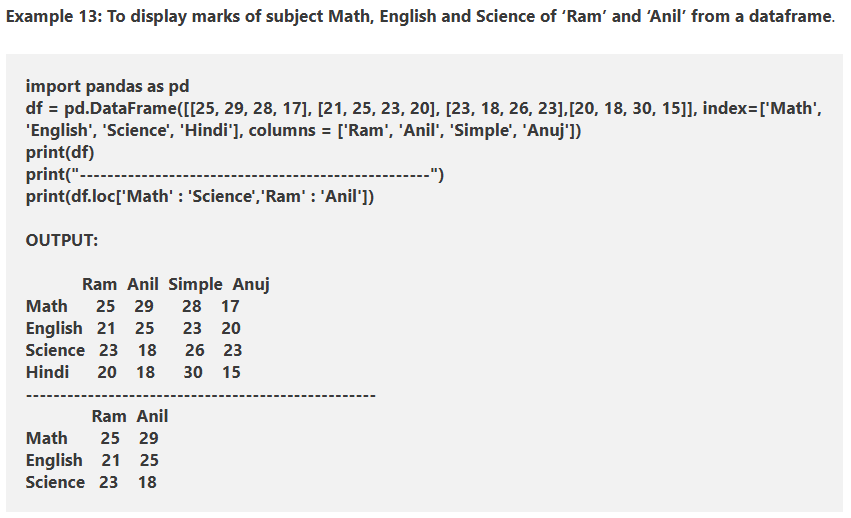 Example 13: To display marks of subject Math, English and Science of ‘Ram’ and ‘Anil’ from a dataframe.
import pandas as pd
df = pd.DataFrame([[25, 29, 28, 17], [21, 25, 23, 20], [23, 18, 26, 23],[20, 18, 30, 15]], index=['Math',
'English', 'Science', 'Hindi'], columns = ['Ram', 'Anil', 'Simple', 'Anuj'])
print(df)
print("---------------------------------------------------")
print(df.loc['Math' : 'Science','Ram' : 'Anil'])
OUTPUT:
Ram Anil Simple Anuj
Math 25 29 28 17
English 21 25 23 20
Science 23 18 26 23
Hindi 20 18 30 15
---------------------------------------------------
Ram Anil
Math 25 29
English 21 25
Science 23 18